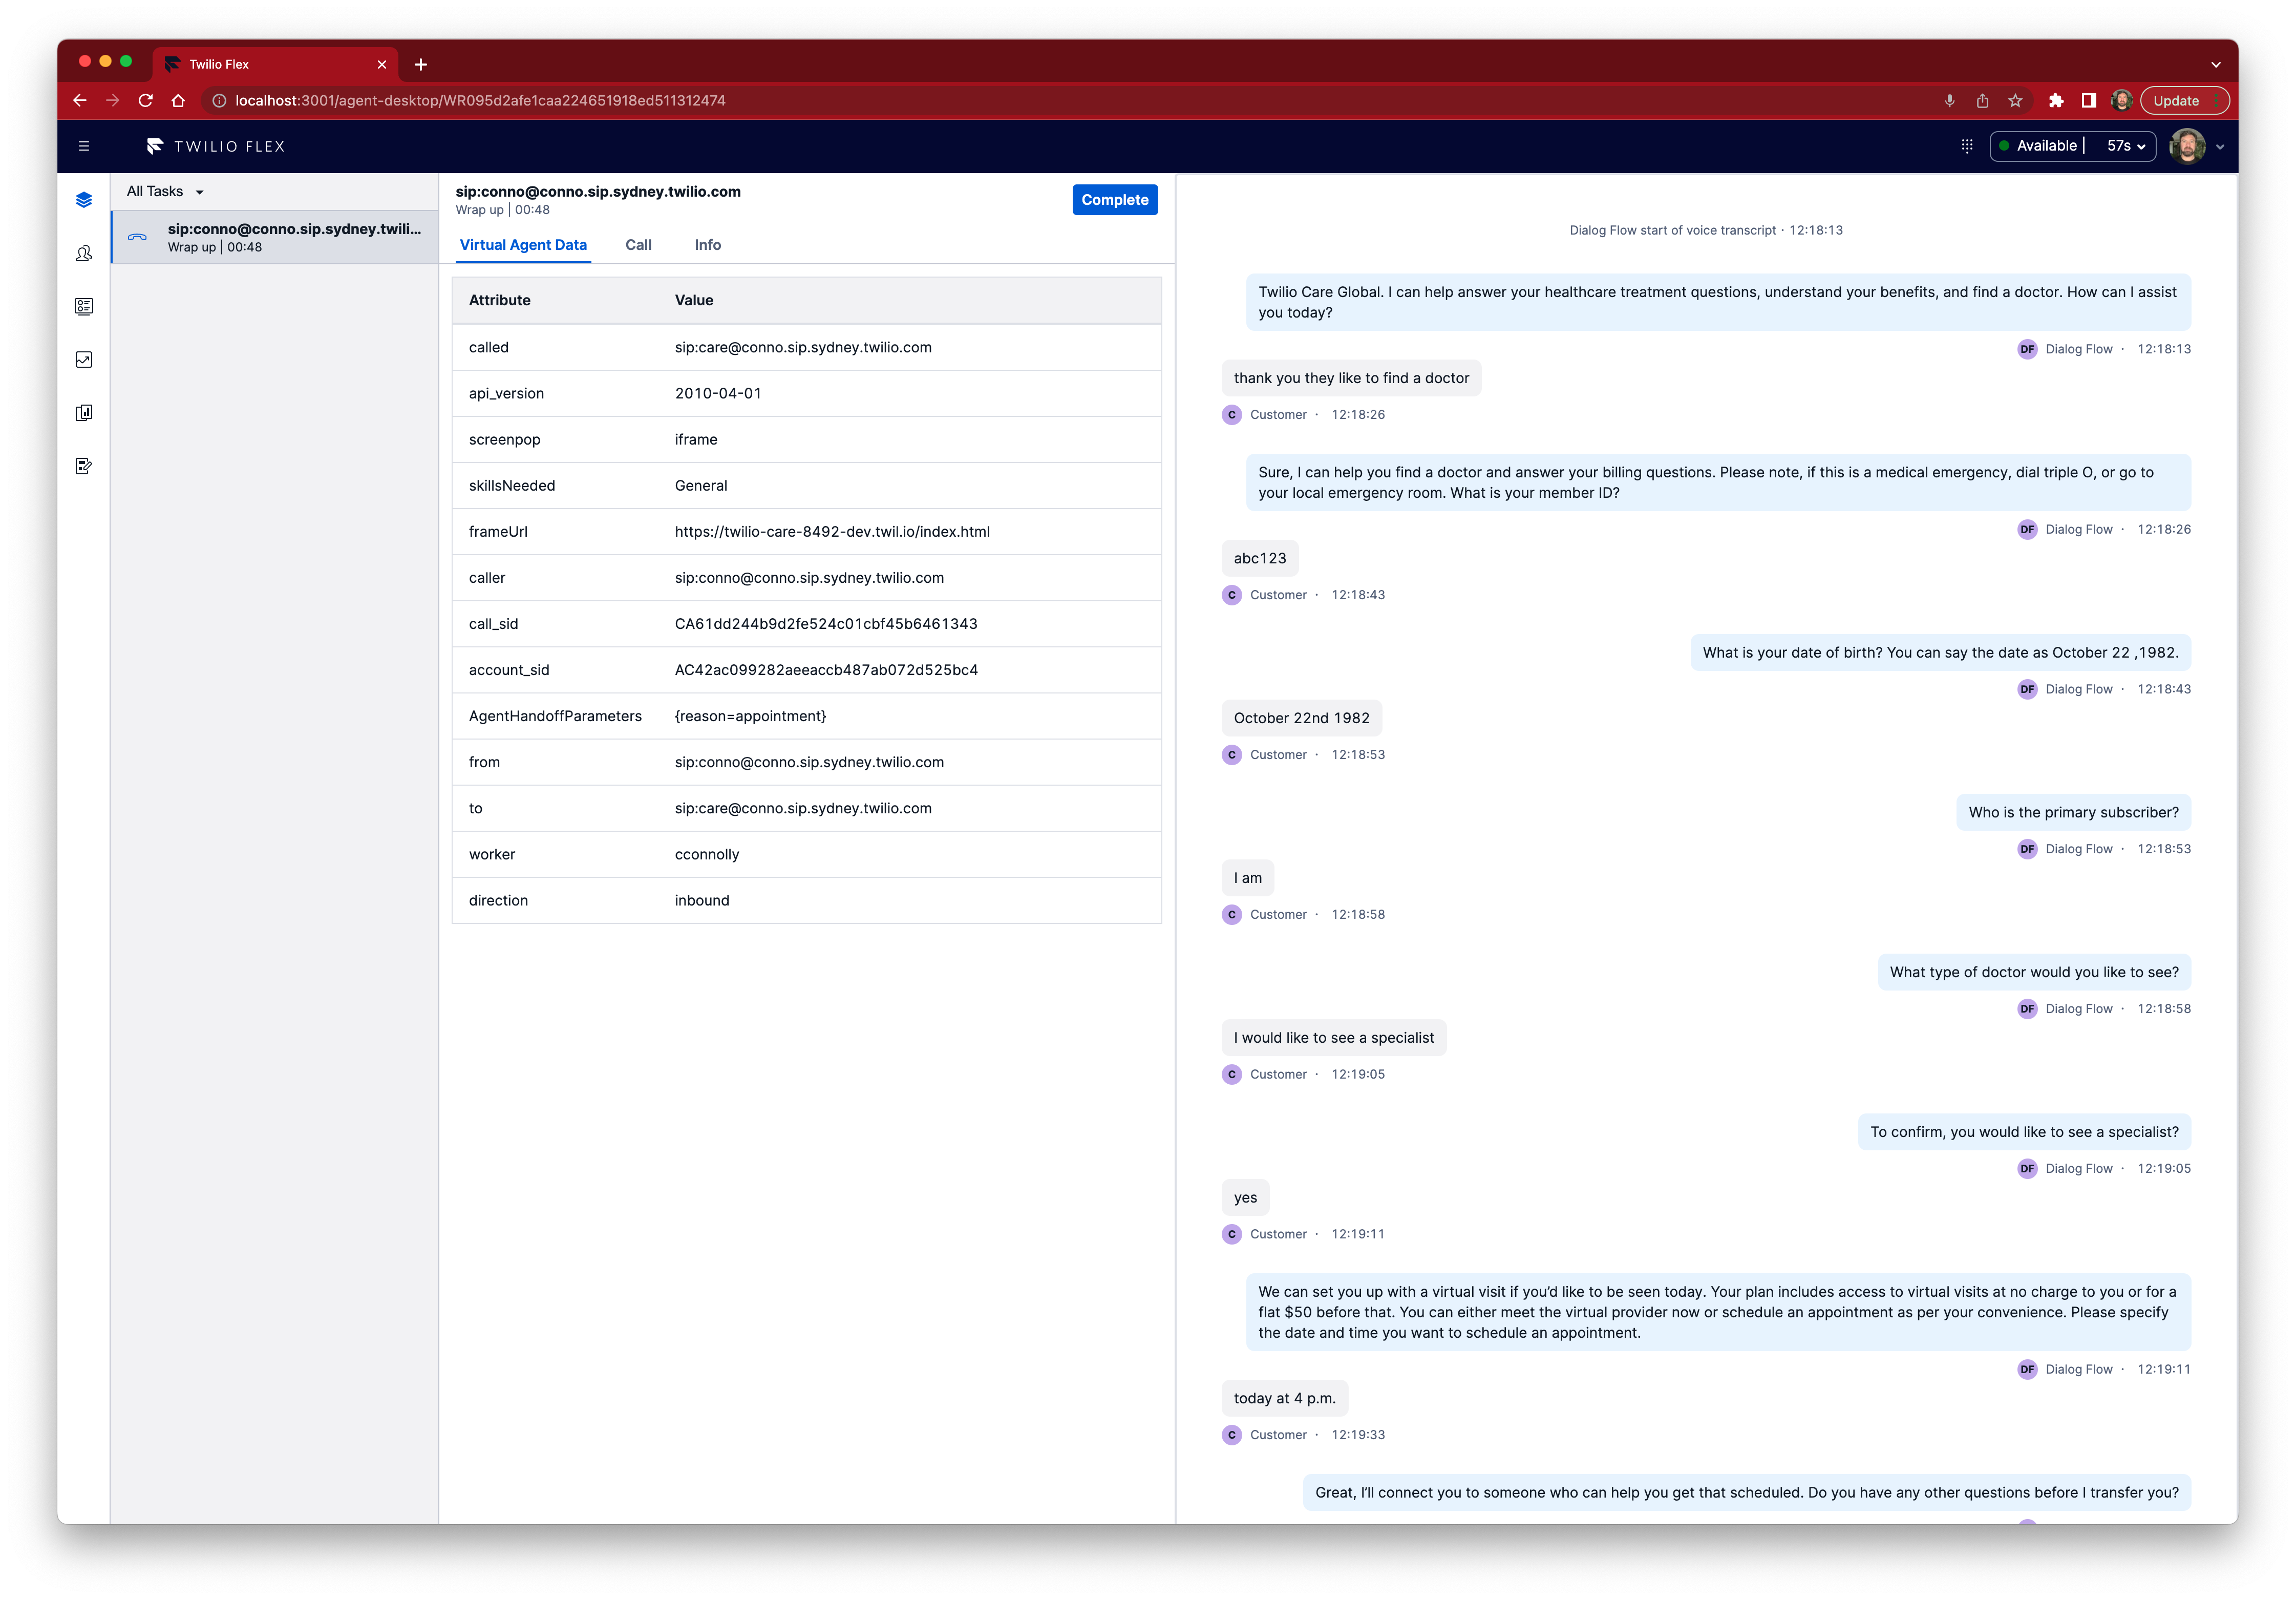 Twilio Flex
localhost:3001/agent-desktop/WR095d2afe1caa224651918ed511312474
Update
TWILIO FLEX
Available | 57s
All Tasks
sip:conno@conno.sip.sydney.twili...
Wrap up | 00:48
sip:conno@conno.sip.sydney.twilio.com
Wrap up | 00:48
Complete
Virtual Agent Data Call Info
Attribute Value
called sip:care@conno.sip.sydney.twilio.com
api_version 2010-04-01
screenpop iframe
skillsNeeded General
frameUrl https://twilio-care-8492-dev.twil.io/index.html
caller sip:conno@conno.sip.sydney.twilio.com
call_sid CA61dd244b9d2fe524c01cbf45b6461343
account_sid AC42ac099282aeeaccb487ab072d525bc4
AgentHandoffParameters {reason=appointment}
from sip:conno@conno.sip.sydney.twilio.com
to sip:care@conno.sip.sydney.twilio.com
worker cconnolly
direction inbound
Dialog Flow start of voice transcript · 12:18:13
Twilio Care Global. I can help answer your healthcare treatment questions, understand your benefits, and find a doctor. How can I assist
you today?
DF Dialog Flow · 12:18:13
thank you they like to find a doctor
C Customer · 12:18:26
Sure, I can help you find a doctor and answer your billing questions. Please note, if this is a medical emergency, dial triple O, or go to
your local emergency room. What is your member ID?
DF Dialog Flow · 12:18:26
abc123
C Customer · 12:18:43
What is your date of birth? You can say the date as October 22 ,1982.
DF Dialog Flow · 12:18:43
October 22nd 1982
C Customer · 12:18:53
Who is the primary subscriber?
DF Dialog Flow · 12:18:53
I am
C Customer · 12:18:58
What type of doctor would you like to see?
DF Dialog Flow · 12:18:58
I would like to see a specialist
C Customer · 12:19:05
To confirm, you would like to see a specialist?
DF Dialog Flow · 12:19:05
yes
C Customer · 12:19:11
We can set you up with a virtual visit if you’d like to be seen today. Your plan includes access to virtual visits at no charge to you or for a
flat $50 before that. You can either meet the virtual provider now or schedule an appointment as per your convenience. Please specify
the date and time you want to schedule an appointment.
DF Dialog Flow · 12:19:11
today at 4 p.m.
C Customer · 12:19:33
Great, I’ll connect you to someone who can help you get that scheduled. Do you have any other questions before I transfer you?